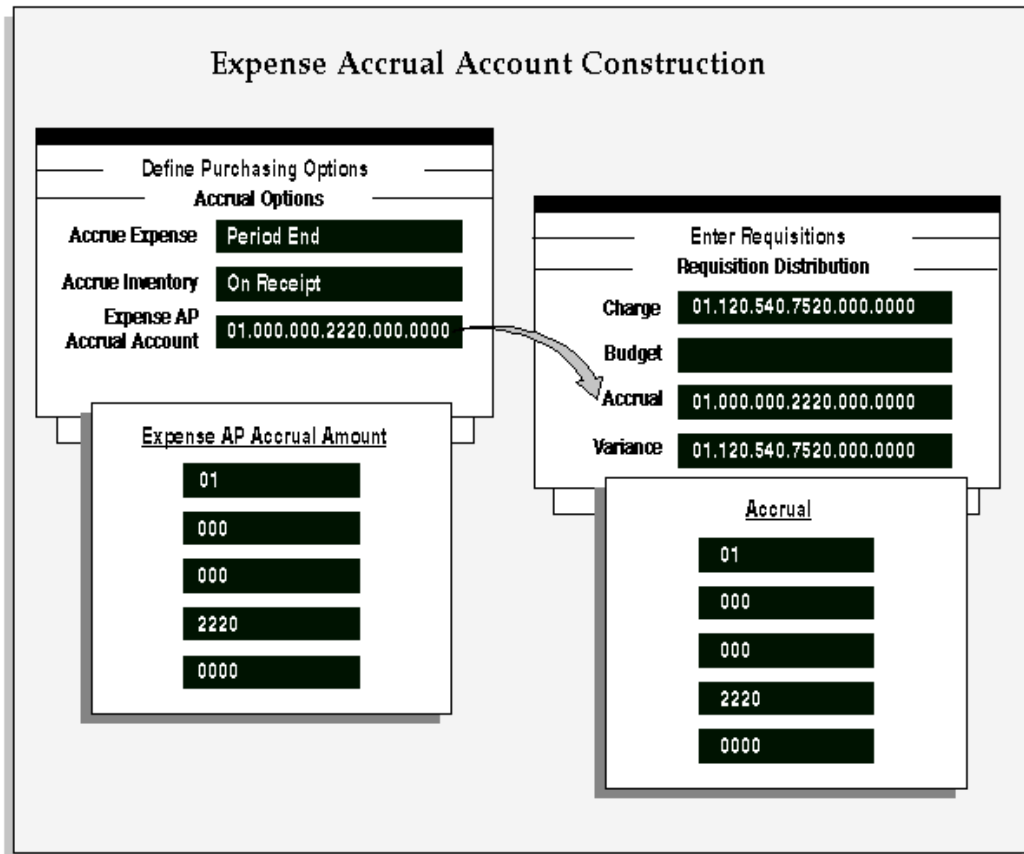 Expense Accrual Account Construction
Define Purchasing Options
Accrual Options
Accrue Expense Period End
Accrue Inventory On Receipt
Expense AP
Accrual Account 01.000.000.2220.000.0000
Expense AP Accrual Amount
01
000
000
2220
0000
Enter Requisitions
Requisition Distribution
Charge 01.120.540.7520.000.0000
Budget
Accrual 01.000.000.2220.000.0000
Variance 01.120.540.7520.000.0000
Accrual
01
000
000
2220
0000